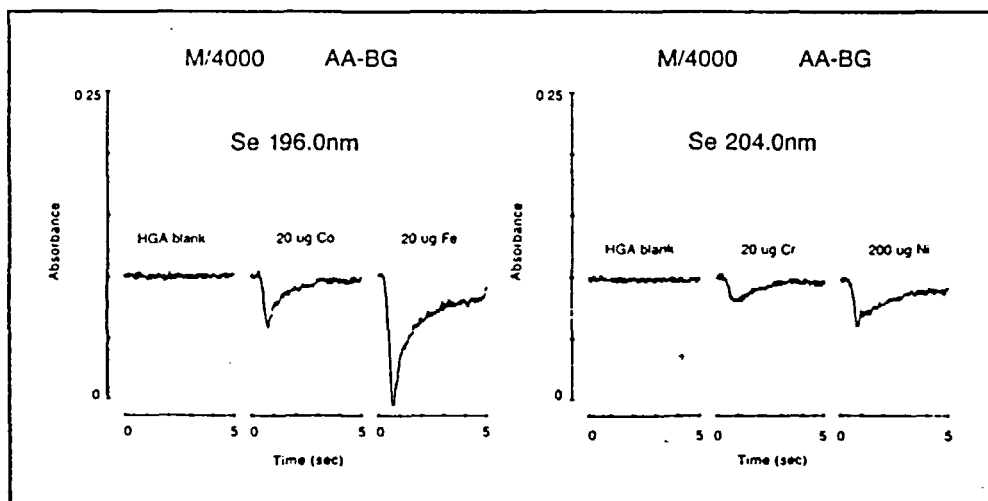 M/4000 AA-BG
0.25
Se 196.0nm
Absorbance
HGA blank 20 ug Co 20 ug Fe
0
0 5 0 5 0 5
Time (sec)
M/4000 AA-BG
0.25
Se 204.0nm
Absorbance
HGA blank 20 ug Cr 200 ug Ni
0
0 5 0 5 0 5
Time (sec)